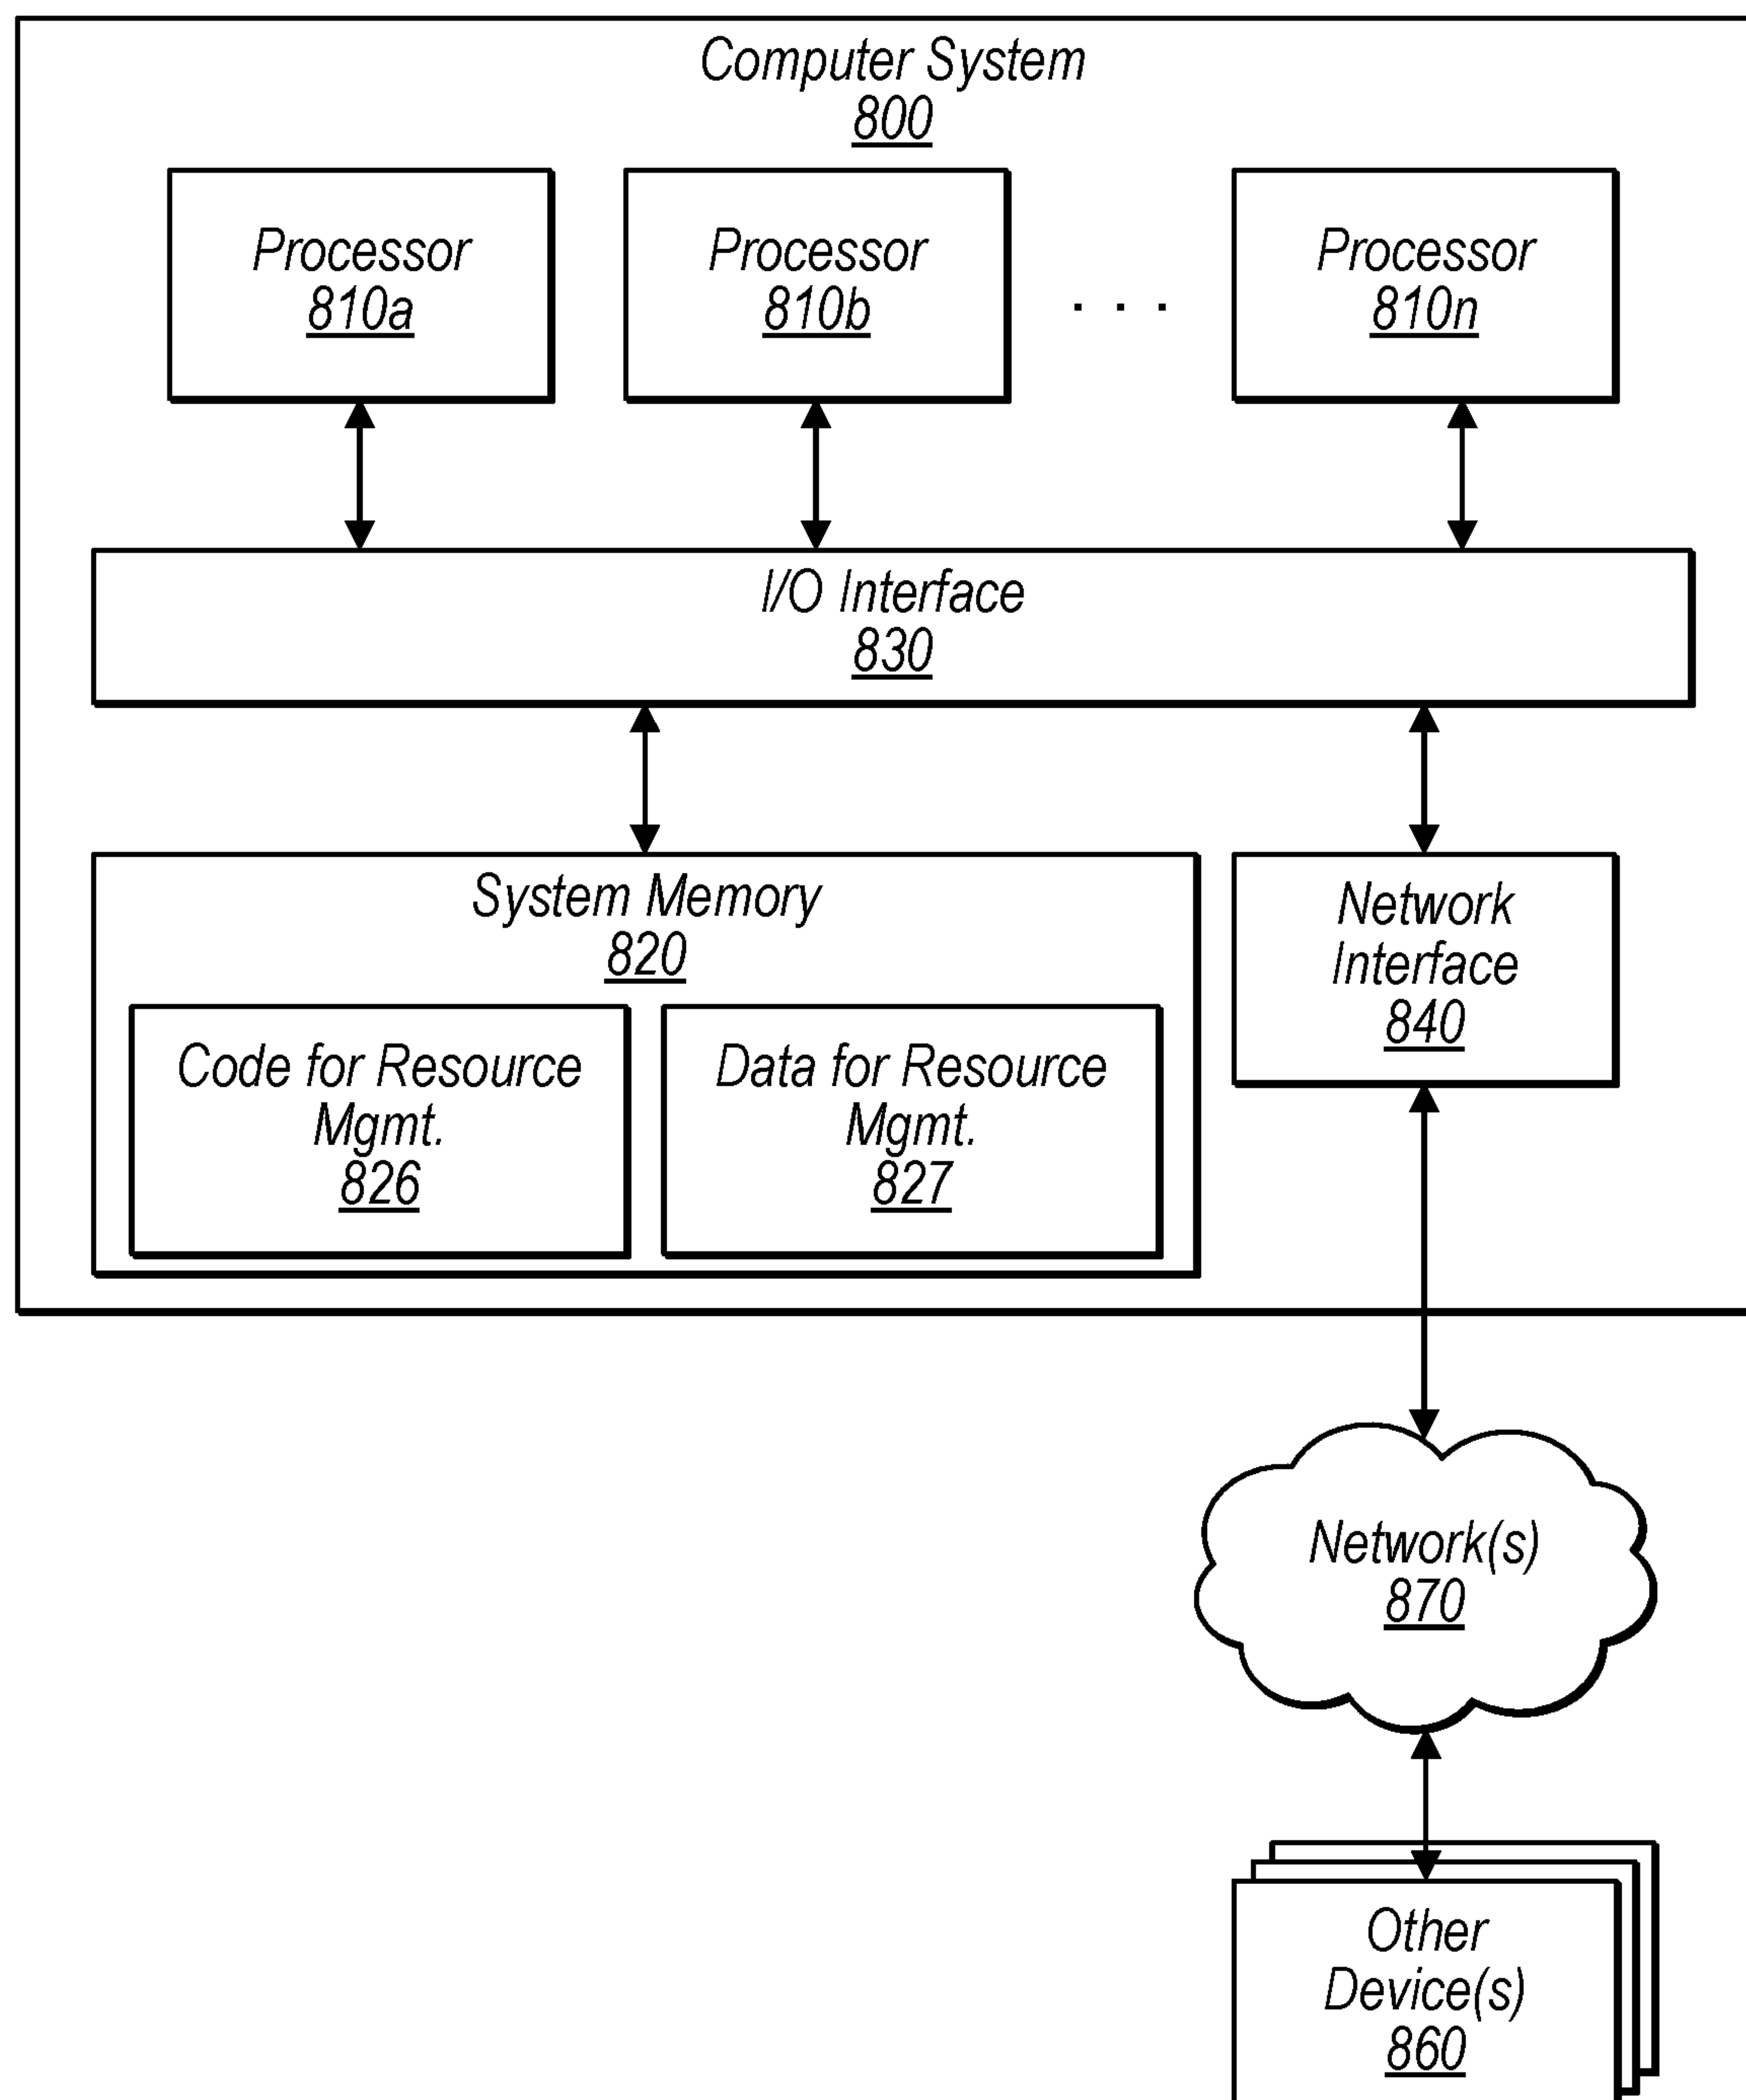 Computer System
800
Processor
810a
Processor
810b
. . .
Processor
810n
I/O Interface
830
System Memory
820
Code for Resource
Mgmt.
826
Data for Resource
Mgmt.
827
Network
Interface
840
Network(s)
870
Other
Device(s)
860